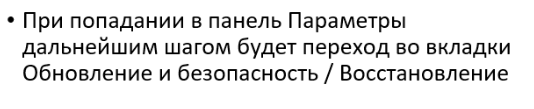 • При попадании в панель Параметры
дальнейшим шагом будет переход во вкладки
Обновление и безопасность / Восстановление